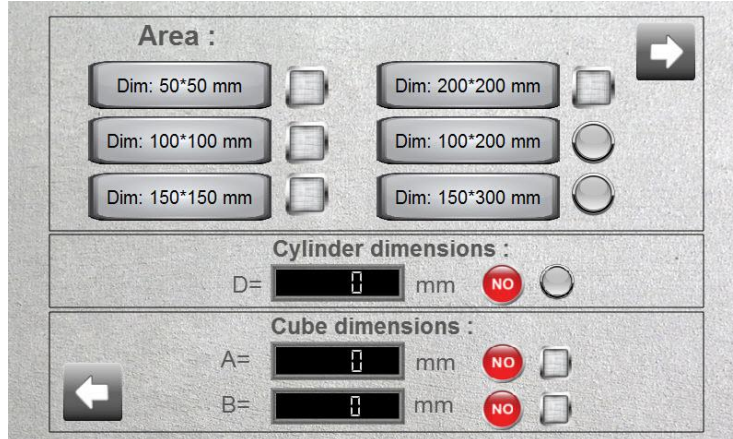 Area :
Dim: 50*50 mm
Dim: 200*200 mm
Dim: 100*100 mm
Dim: 100*200 mm
Dim: 150*150 mm
Dim: 150*300 mm
Cylinder dimensions :
D= 0 mm NO
Cube dimensions :
A= 0 mm NO
B= 0 mm NO